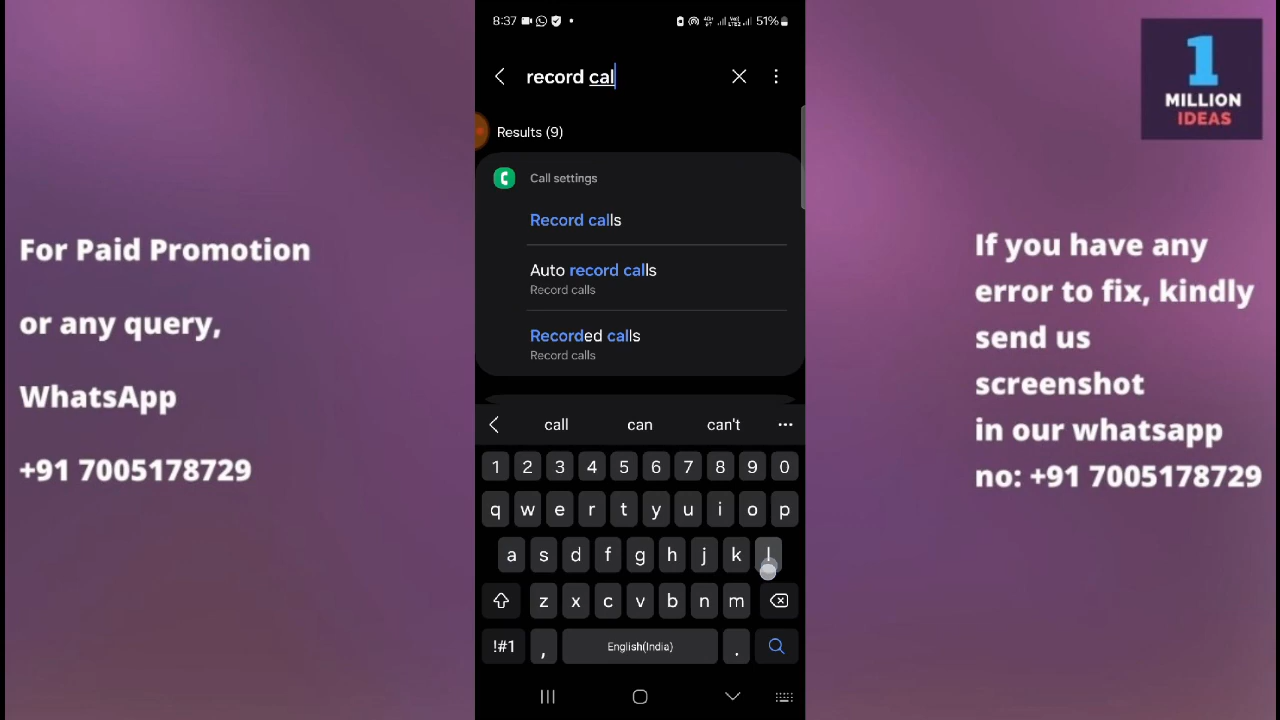 For Paid Promotion
or any query,
WhatsApp
+91 7005178729
8:37
51%
record cal
Results (9)
Call settings
Record calls
Auto record calls
Record calls
Recorded calls
Record calls
call can can't
1 2 3 4 5 6 7 8 9 0
q w e r t y u i o p
a s d f g h j k l
z x c v b n m
!#1 , English(India) .
1
MILLION
IDEAS
If you have any
error to fix, kindly
send us
screenshot
in our whatsapp
no: +91 7005178729